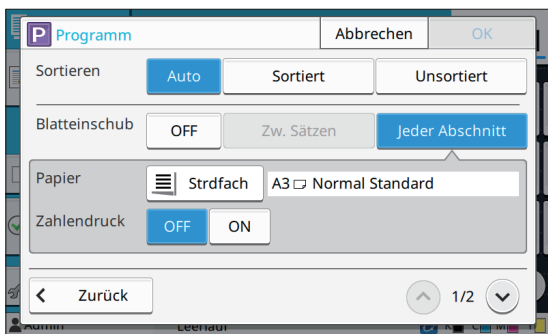 P Programm
Abbrechen
OK
Sortieren
Auto
Sortiert
Unsortiert
Blatteinschub
OFF
Zw. Sätzen
Jeder Abschnitt
Papier
Strdfach
A3 Normal Standard
Zahlendruck
OFF
ON
Zurück
1/2
Admin
Leerlauf